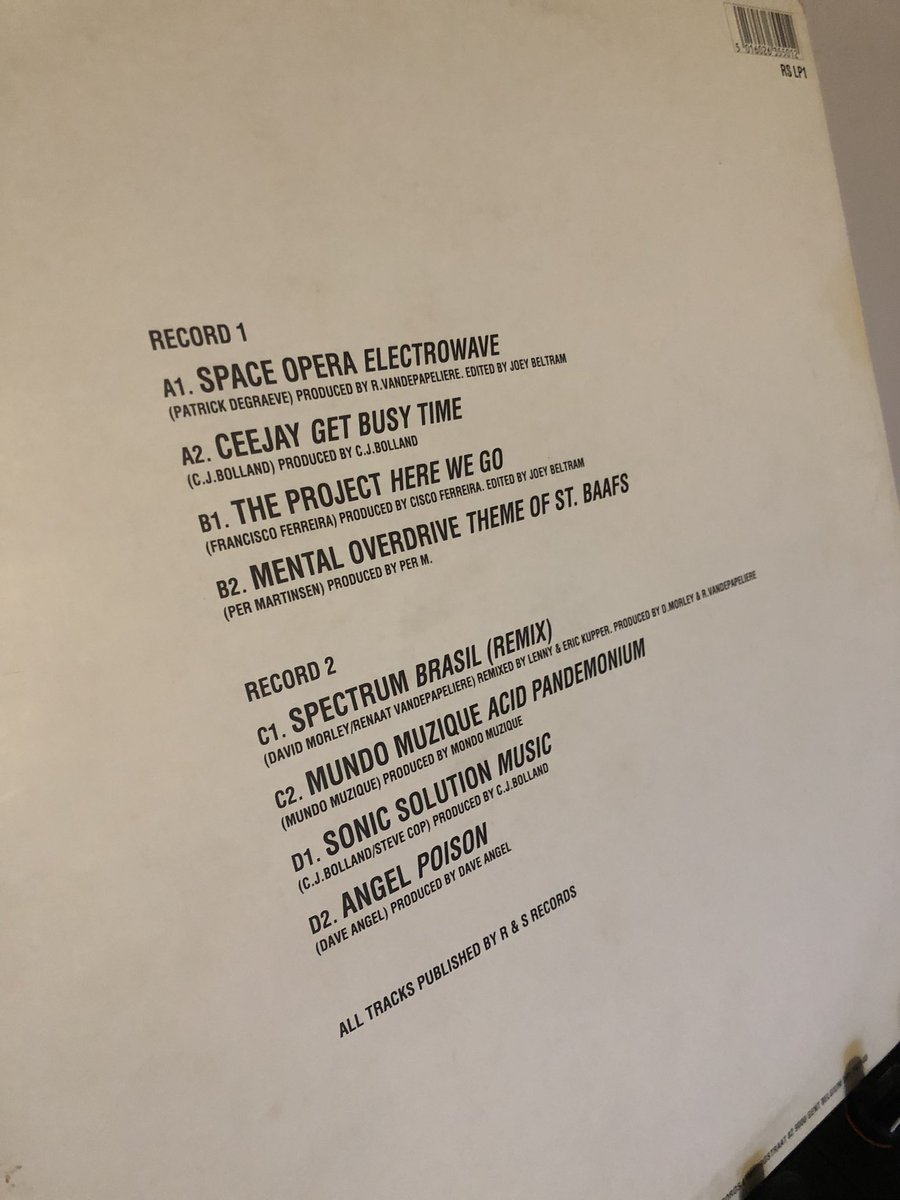 RS LP1
RECORD 1
A1. SPACE OPERA ELECTROWAVE
(PATRICK DEGRAEVE) PRODUCED BY R.VANDEPAPELIERE. EDITED BY JOEY BELTRAM
A2. CEEJAY GET BUSY TIME
(C.J.BOLLAND) PRODUCED BY C.J.BOLLAND
B1. THE PROJECT HERE WE GO
(FRANCISCO FERREIRA) PRODUCED BY CISCO FERREIRA. EDITED BY JOEY BELTRAM
B2. MENTAL OVERDRIVE THEME OF ST. BAAFS
(PER MARTINSEN) PRODUCED BY PER M.
RECORD 2
C1. SPECTRUM BRASIL (REMIX)
(DAVID MORLEY/RENAAT VANDEPAPELIERE) REMIXED BY LENNY & ERIC KUPPER. PRODUCED BY D.MORLEY & R.VANDEPAPELIERE
C2. MUNDO MUZIQUE ACID PANDEMONIUM
(MUNDO MUZIQUE) PRODUCED BY MONDO MUZIQUE
D1. SONIC SOLUTION MUSIC
(C.J.BOLLAND/STEVE COP) PRODUCED BY C.J.BOLLAND
D2. ANGEL POISON
(DAVE ANGEL) PRODUCED BY DAVE ANGEL
ALL TRACKS PUBLISHED BY R & S RECORDS
GENT BELGIUM